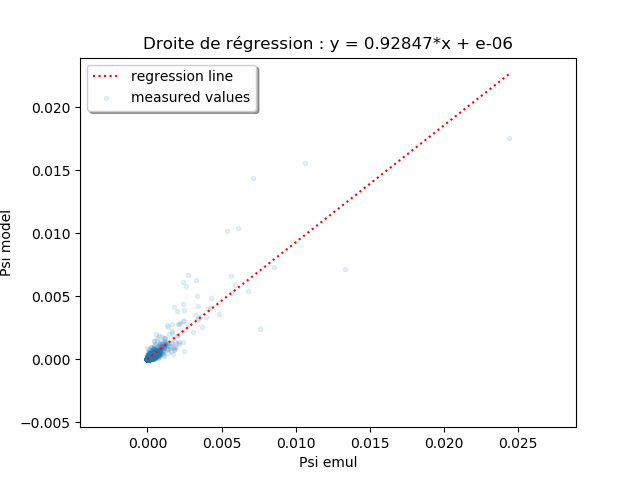 Droite de régression : y = 0.92847*x + e-06
regression line
measured values
0.020
0.015
0.010
0.005
0.000
−0.005
Psi model
0.000 0.005 0.010 0.015 0.020 0.025
Psi emul